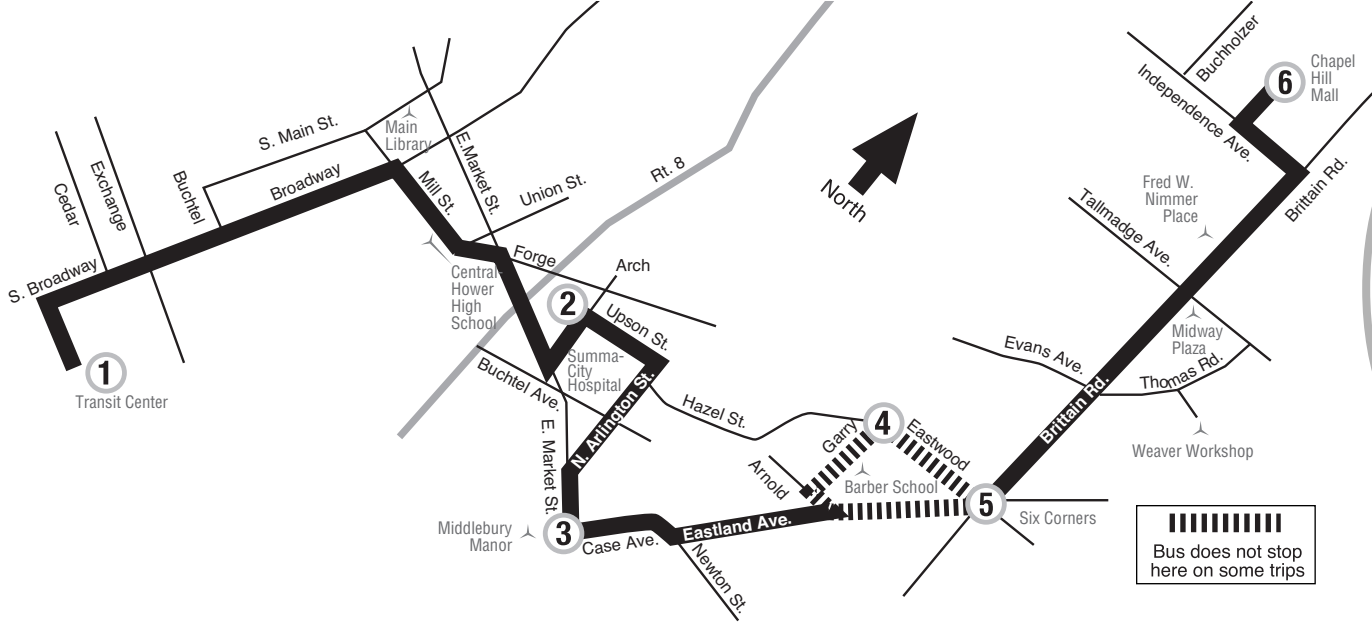 Buchholzer
6
Chapel
Hill
Mall
Independence Ave.
Brittain Rd.
S. Main St.
Main
Library
E.Market St.
Cedar
Exchange
Buchtel
Broadway
Mill St.
Union St.
Rt. 8
North
Fred W.
Nimmer
Place
Tallmadge Ave.
S. Broadway
Central-
Hower
High
School
Forge
Arch
2
Upson St.
Midway
Plaza
1
Transit Center
Summa-
City
Hospital
Buchtel Ave.
N. Arlington St.
Hazel St.
Evans Ave.
Thomas Rd.
Brittain Rd.
Weaver Workshop
E. Market St.
Garry
4
Eastwood
Arnold
Barber School
Middlebury
Manor
3
Case Ave.
Eastland Ave.
Newton St.
5
Six Corners
Bus does not stop
here on some trips